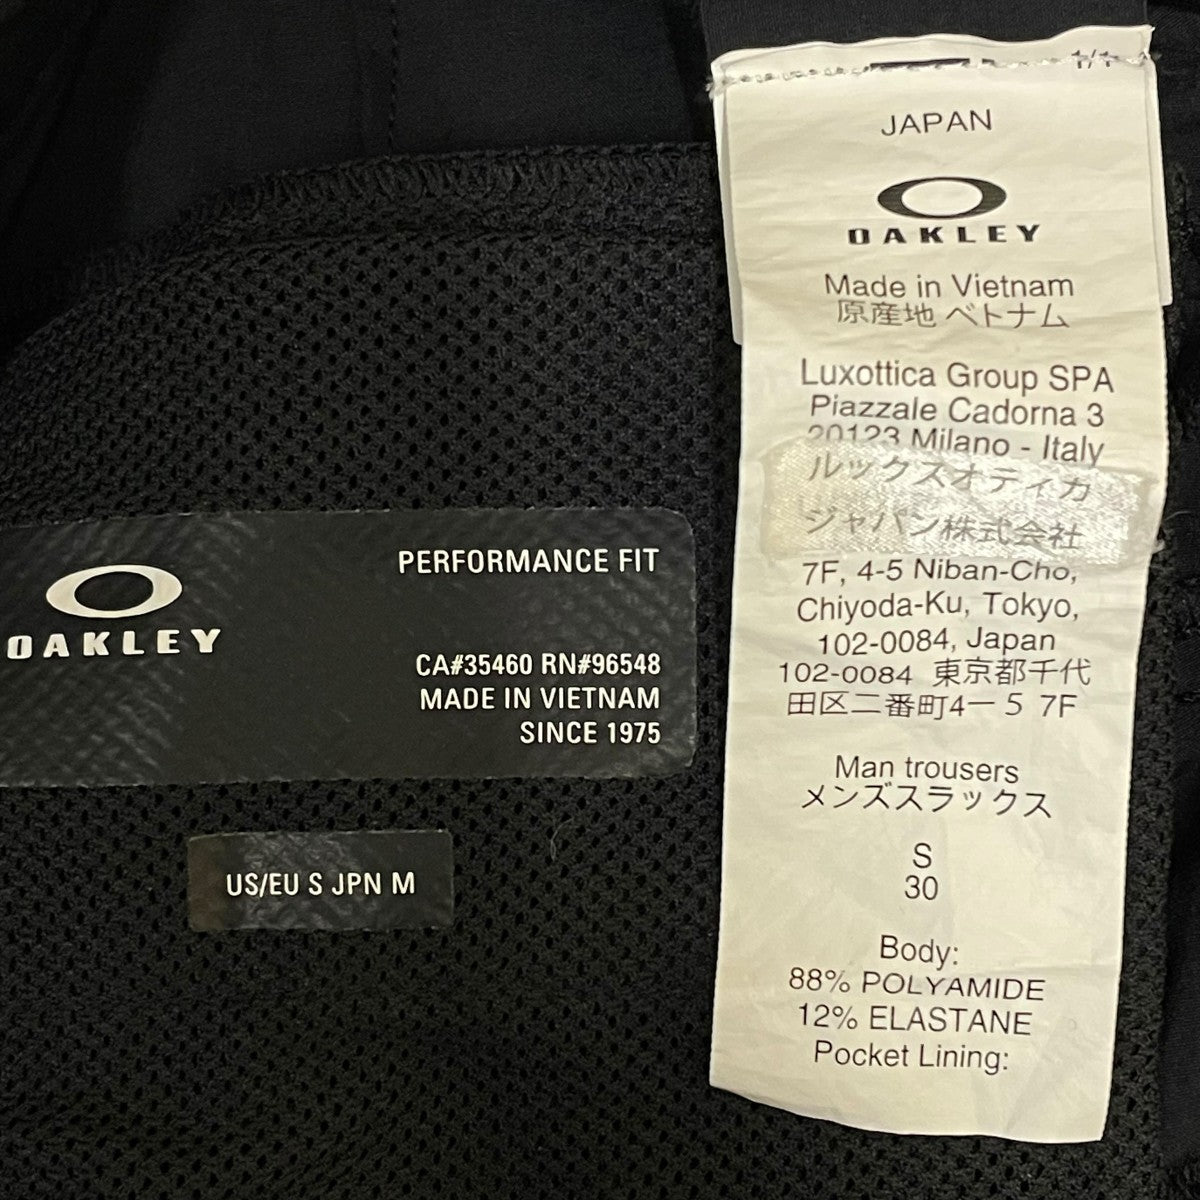 OAKLEY
PERFORMANCE FIT
CA#35460 RN#96548
MADE IN VIETNAM
SINCE 1975
US/EU S JPN M
1/1
JAPAN
OAKLEY
Made in Vietnam
原産地 ベトナム
Luxottica Group SPA
Piazzale Cadorna 3
20123 Milano - Italy
ルックスオティカ
ジャパン株式会社
7F, 4-5 Niban-Cho,
Chiyoda-Ku, Tokyo,
102-0084, Japan
102-0084 東京都千代
田区二番町4ー5 7F
Man trousers
メンズスラックス
S
30
Body:
88% POLYAMIDE
12% ELASTANE
Pocket Lining: